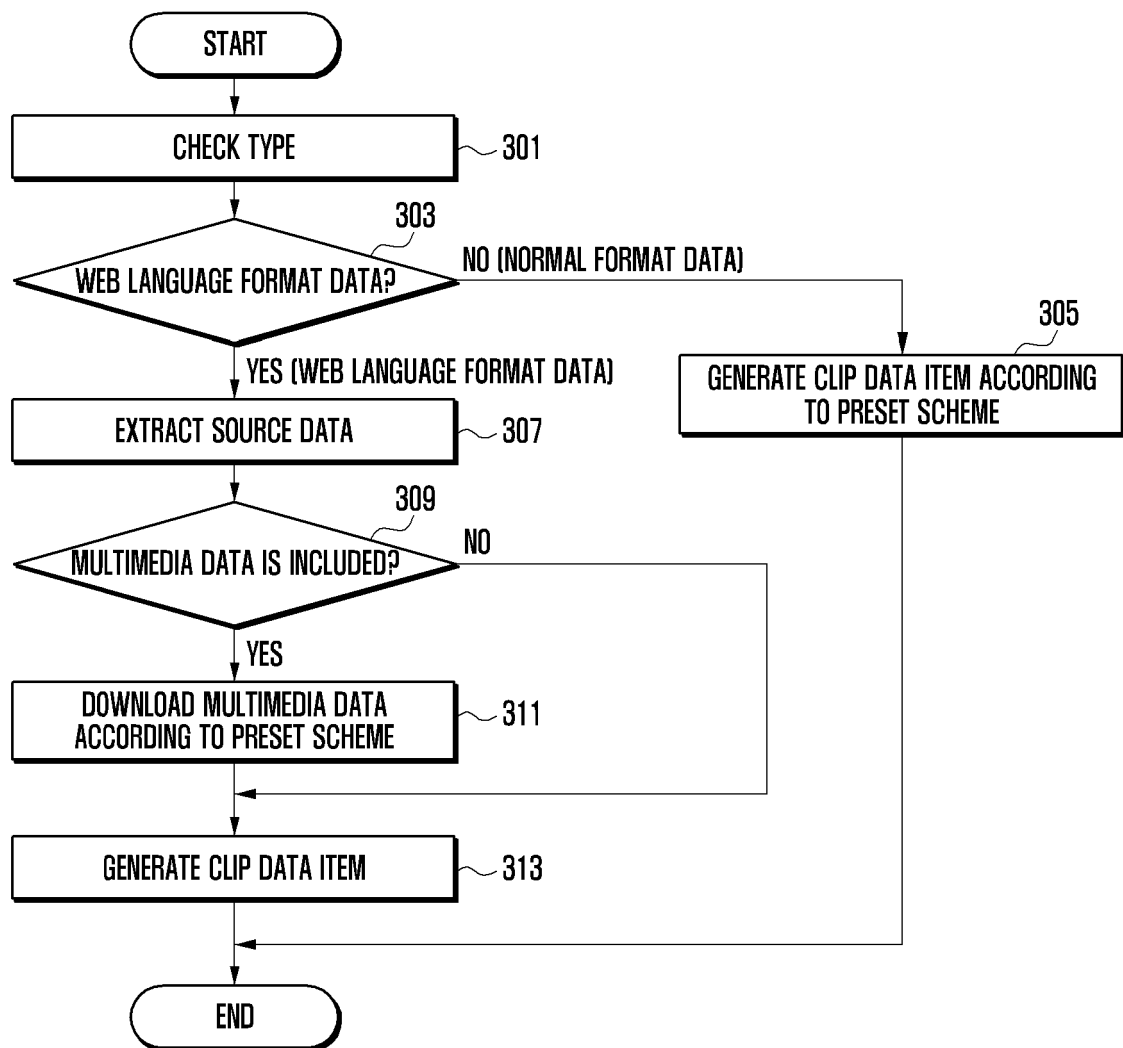 START
CHECK TYPE
301
303
WEB LANGUAGE FORMAT DATA?
NO (NORMAL FORMAT DATA)
305
GENERATE CLIP DATA ITEM ACCORDING
TO PRESET SCHEME
YES (WEB LANGUAGE FORMAT DATA)
EXTRACT SOURCE DATA
307
309
MULTIMEDIA DATA IS INCLUDED?
NO
YES
DOWNLOAD MULTIMEDIA DATA
ACCORDING TO PRESET SCHEME
311
GENERATE CLIP DATA ITEM
313
END